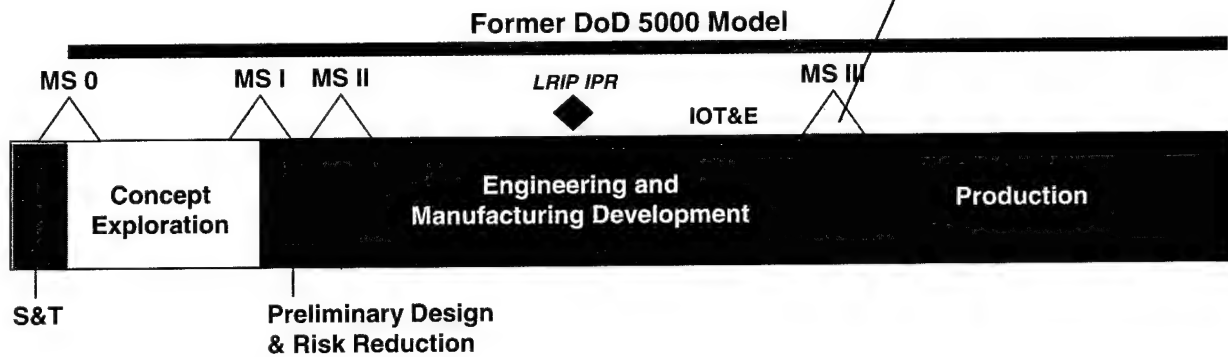 Former DoD 5000 Model
MS 0
MS I
MS II
LRIP IPR
IOT&E
MS III
Concept
Exploration
Engineering and
Manufacturing Development
Production
S&T
Preliminary Design
& Risk Reduction